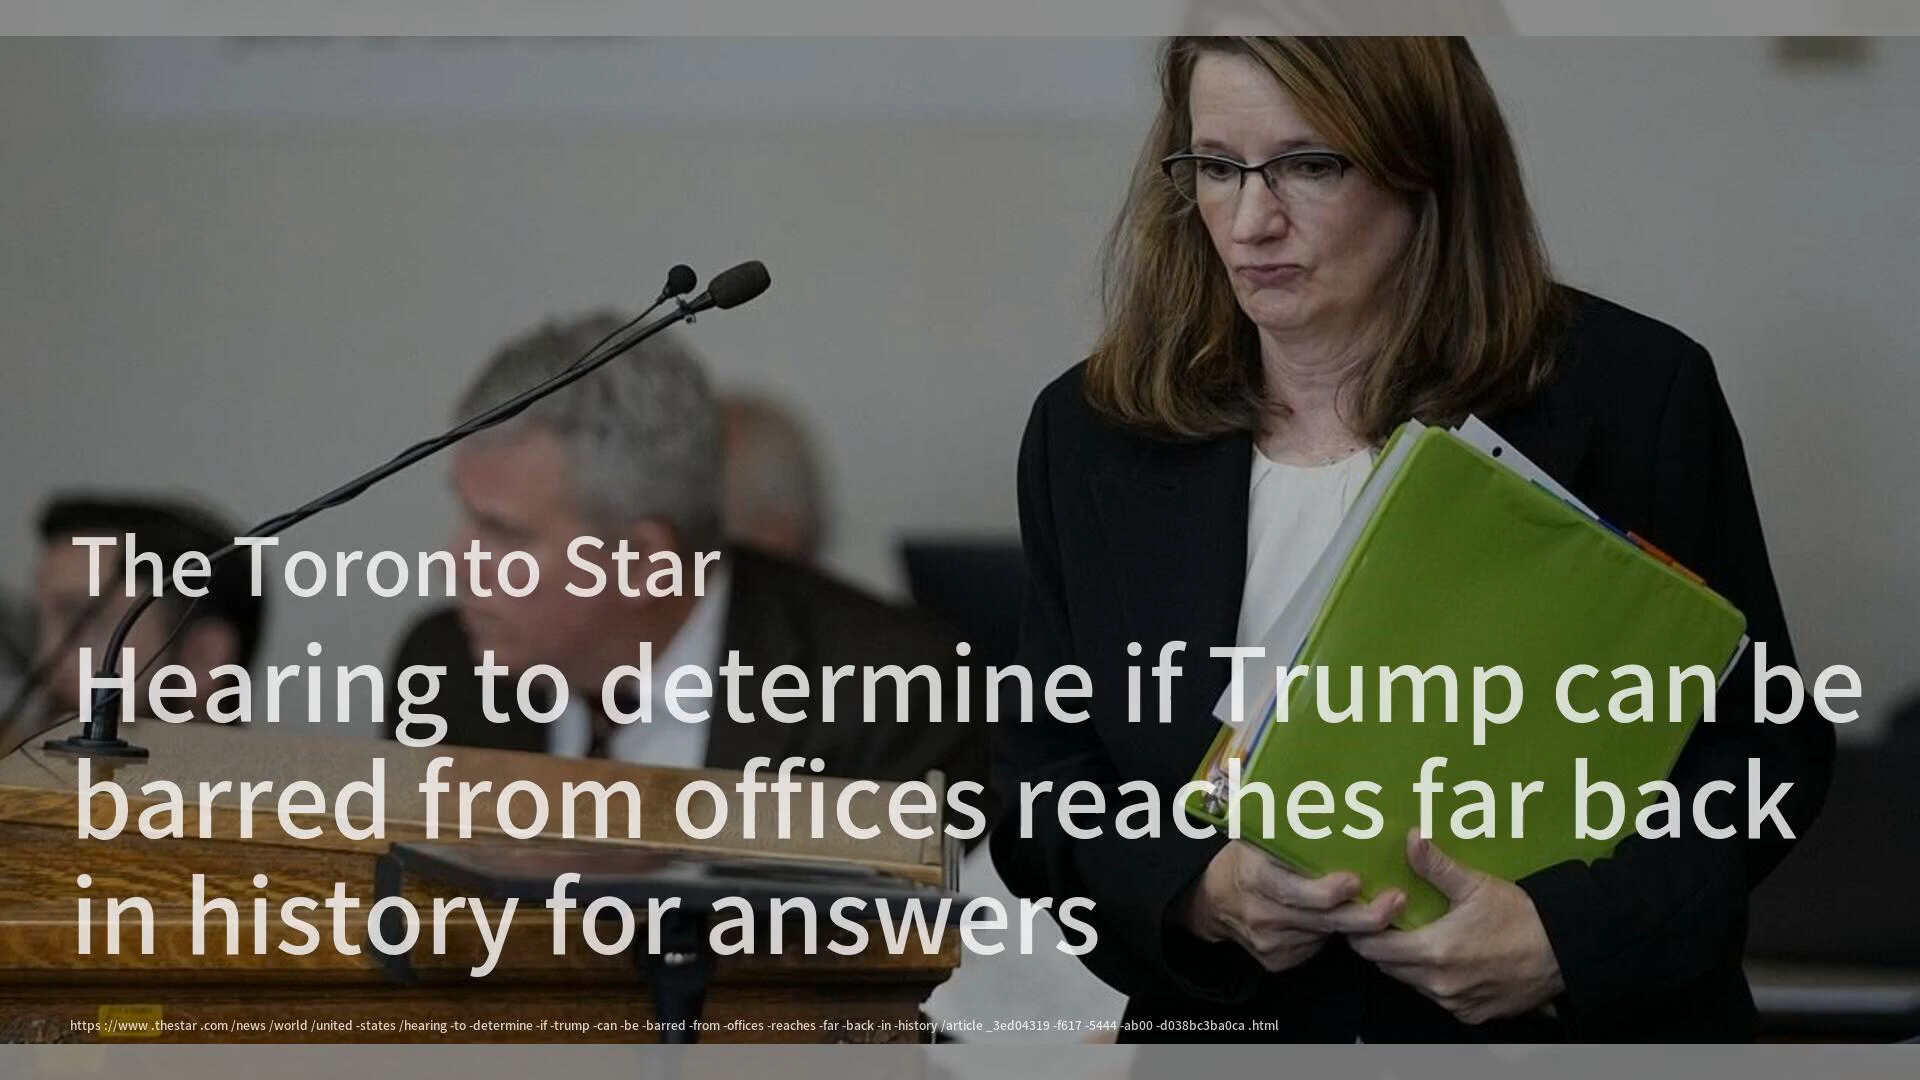 The Toronto Star
Hearing to determine if Trump can be
barred from offices reaches far back
in history for answers
https ://www .thestar .com /news /world /united -states /hearing -to -determine -if -trump -can -be -barred -from -offices -reaches -far -back -in -history /article _3ed04319 -f617 -5444 -ab00 -d038bc3ba0ca .html